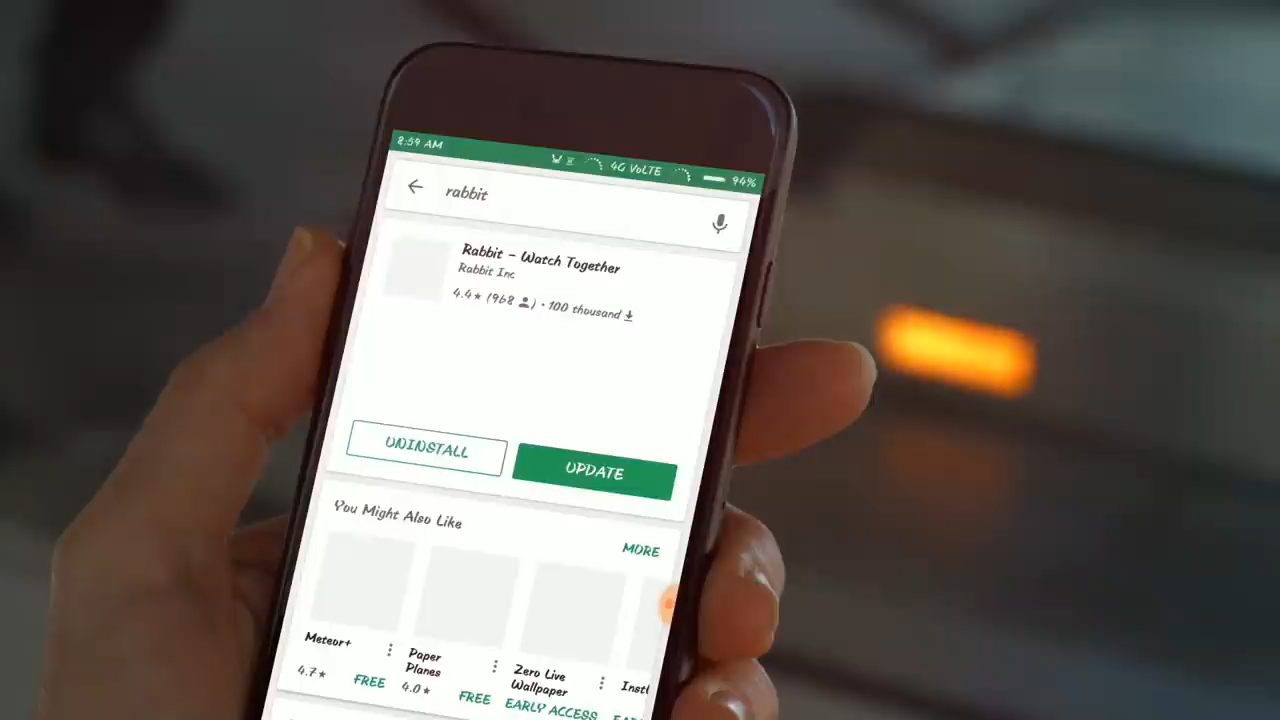 8:59 AM 4G VoLTE 94%
rabbit
Rabbit - Watch Together
Rabbit Inc
4.4★ (968 ) • 100 thousand
UNINSTALL UPDATE
You Might Also Like
MORE
Meteor+
4.7★ FREE
Paper
Planes
4.0★ FREE
Zero Live
Wallpaper
EARLY ACCESS